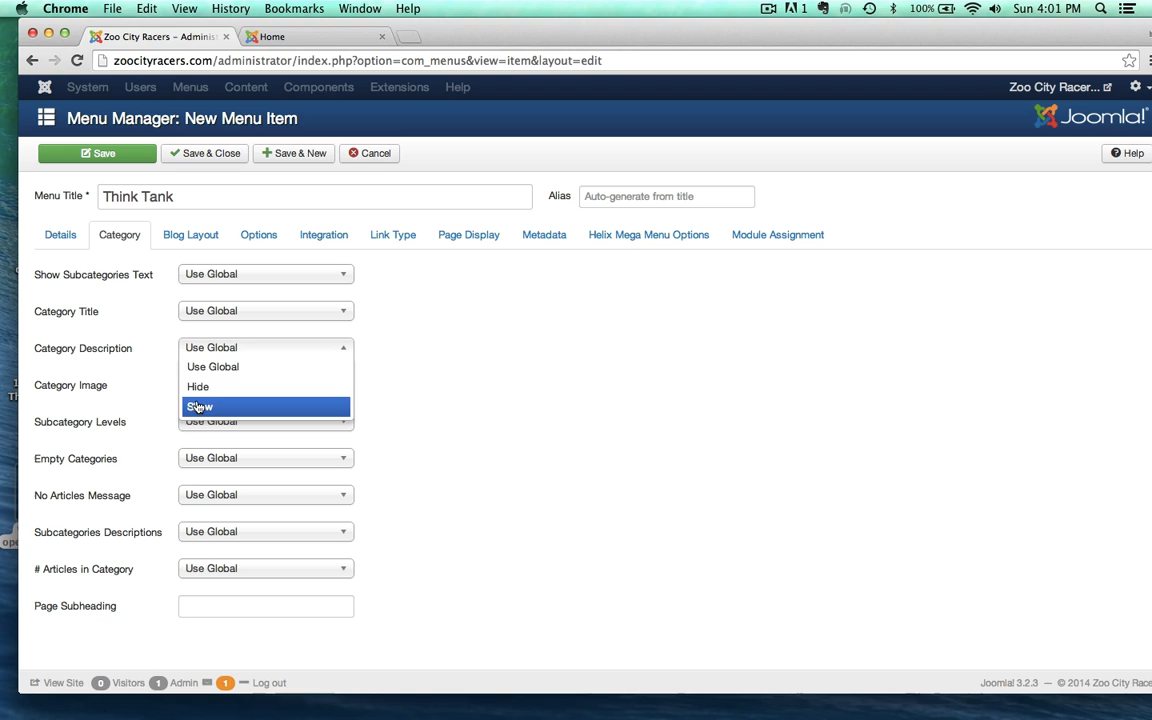 Chrome File Edit View History Bookmarks Window Help 1 100% Sun 4:01 PM
Zoo City Racers – Adminis Home
zoocityracers.com/administrator/index.php?option=com_menus&view=item&layout=edit
System Users Menus Content Components Extensions Help Zoo City Racer...
Menu Manager: New Menu Item Joomla!
Save Save & Close Save & New Cancel Help
Menu Title * Think Tank Alias Auto-generate from title
Details Category Blog Layout Options Integration Link Type Page Display Metadata Helix Mega Menu Options Module Assignment
Show Subcategories Text Use Global
Category Title Use Global
Category Description Use Global
Use Global
Category Image Hide
Show
Subcategory Levels Use Global
Empty Categories Use Global
No Articles Message Use Global
Subcategories Descriptions Use Global
# Articles in Category Use Global
Page Subheading
View Site 0 Visitors 1 Admin 1 Log out Joomla! 3.2.3 — © 2014 Zoo City Race